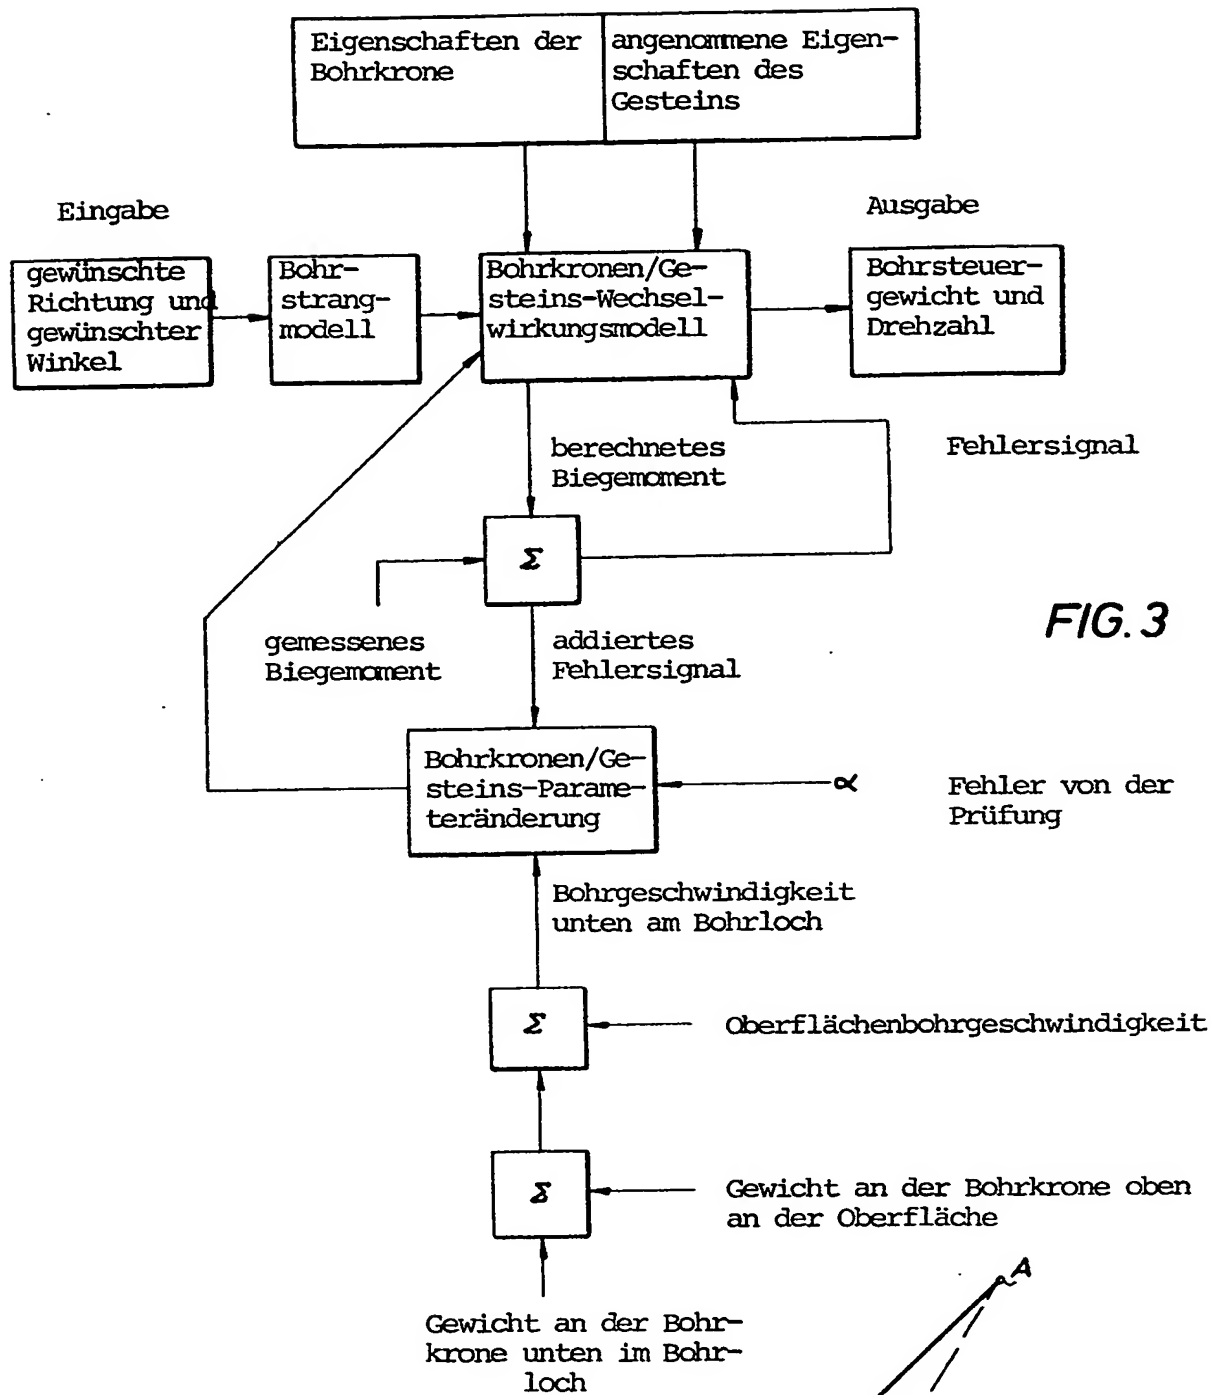 Eigenschaften der
Bohrkrone
angenommene Eigen-
schaften des
Gesteins
Eingabe
Ausgabe
gewünschte
Richtung und
gewünschter
Winkel
Bohr-
strang-
modell
Bohrkronen/Ge-
steins-Wechsel-
wirkungsmodell
Bohrsteuer-
gewicht und
Drehzahl
berechnetes
Biegemoment
Fehlersignal
Σ
gemessenes
Biegemoment
addiertes
Fehlersignal
FIG. 3
Bohrkronen/Ge-
steins-Parame-
teränderung
α
Fehler von der
Prüfung
Bohrgeschwindigkeit
unten am Bohrloch
Σ
Oberflächenbohrgeschwindigkeit
Σ
Gewicht an der Bohrkrone oben
an der Oberfläche
A
Gewicht an der Bohr-
krone unten im Bohr-
loch